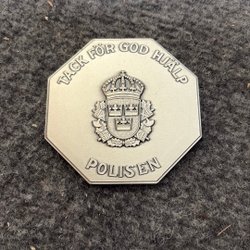 TACK FÖR GOD HJÄLP
POLISEN